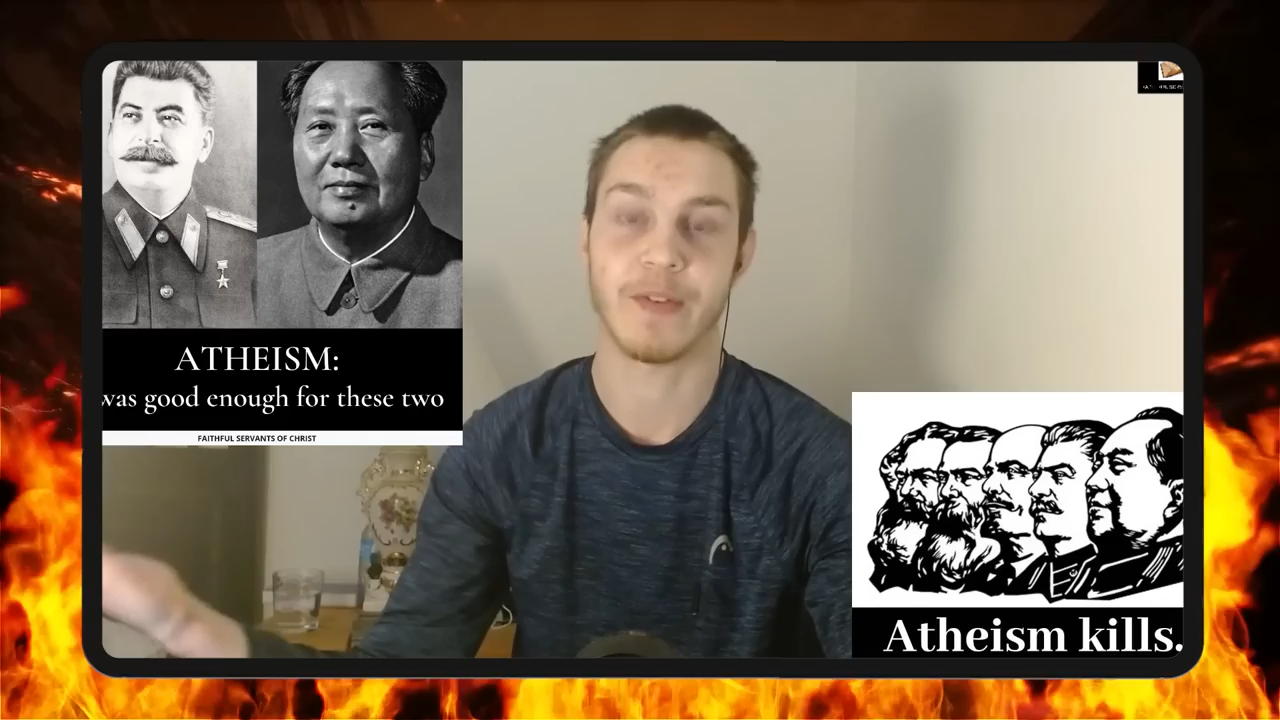 ATHEISM:
was good enough for these two
FAITHFUL SERVANTS OF CHRIST
Atheism kills.